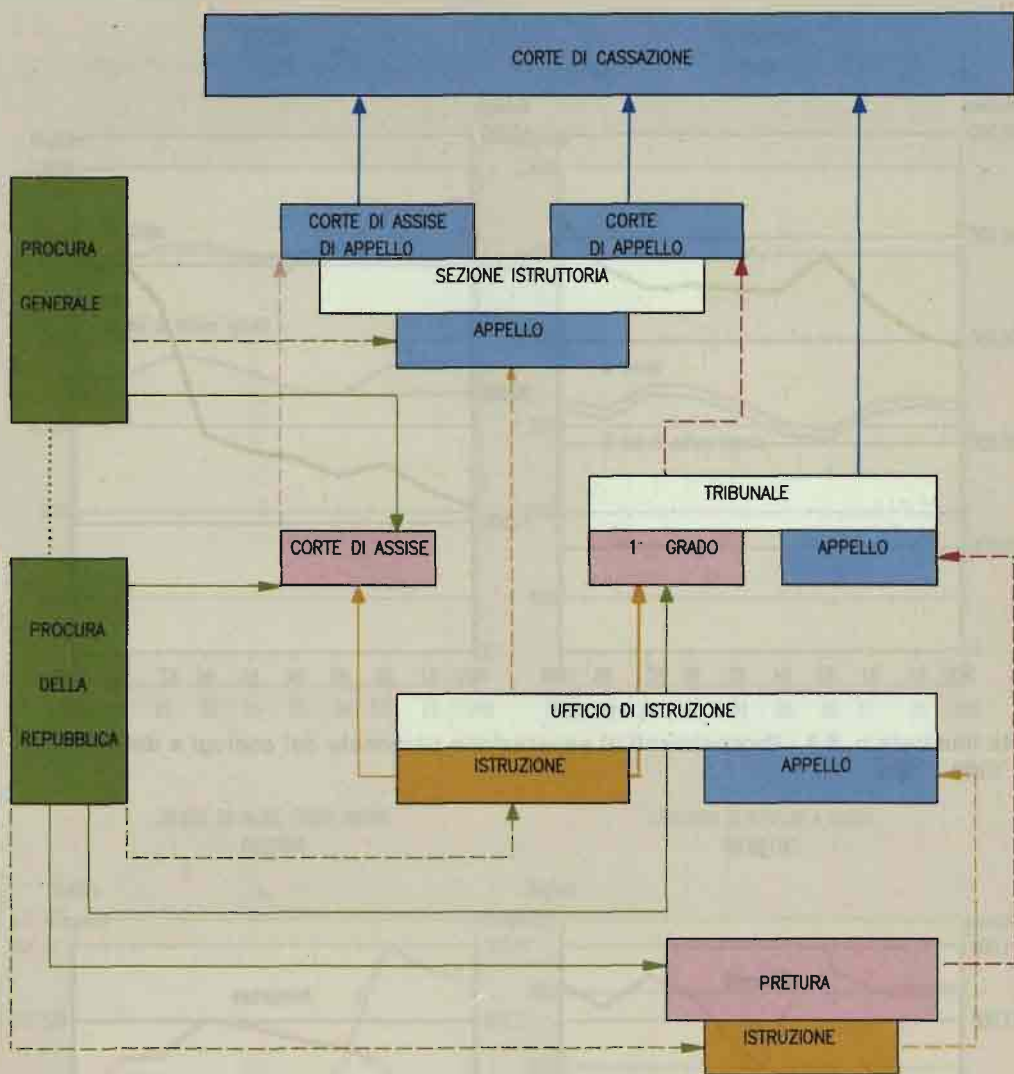 CORTE DI CASSAZIONE
PROCURA
GENERALE
CORTE DI ASSISE
DI APPELLO
CORTE
DI APPELLO
SEZIONE ISTRUTTORIA
APPELLO
TRIBUNALE
CORTE DI ASSISE
1° GRADO
APPELLO
PROCURA
DELLA
REPUBBLICA
UFFICIO DI ISTRUZIONE
ISTRUZIONE
APPELLO
PRETURA
ISTRUZIONE